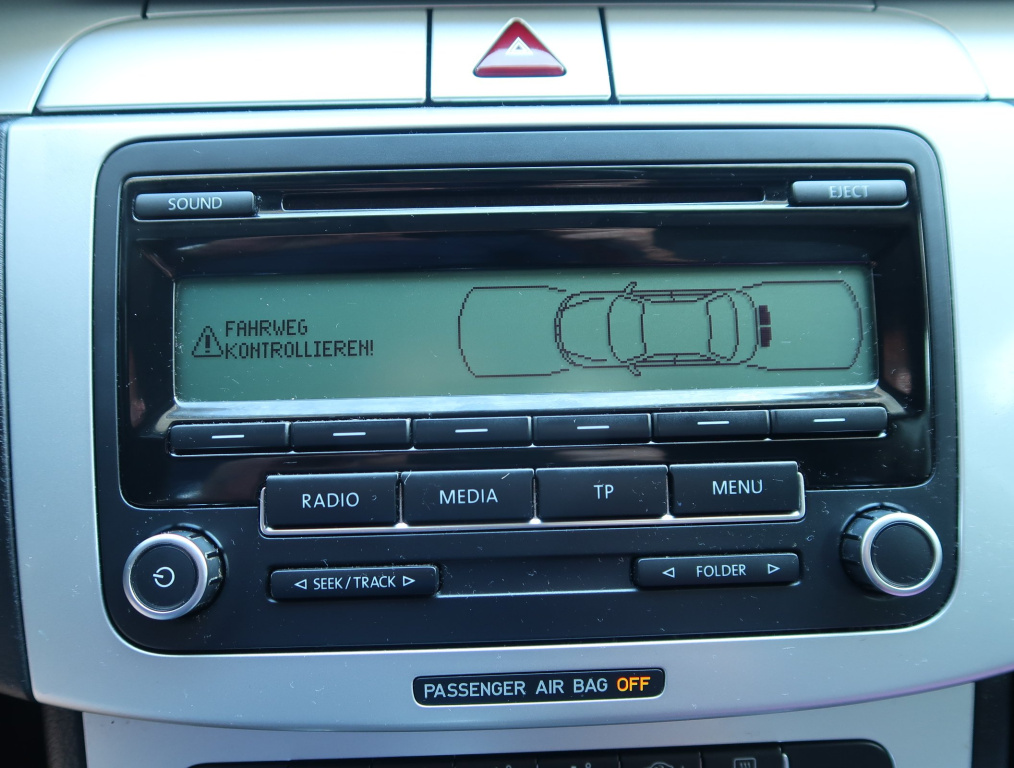 SOUND
EJECT
FAHRWEG
KONTROLLIEREN!
RADIO
MEDIA
TP
MENU
SEEK/TRACK
FOLDER
PASSENGER AIR BAG OFF